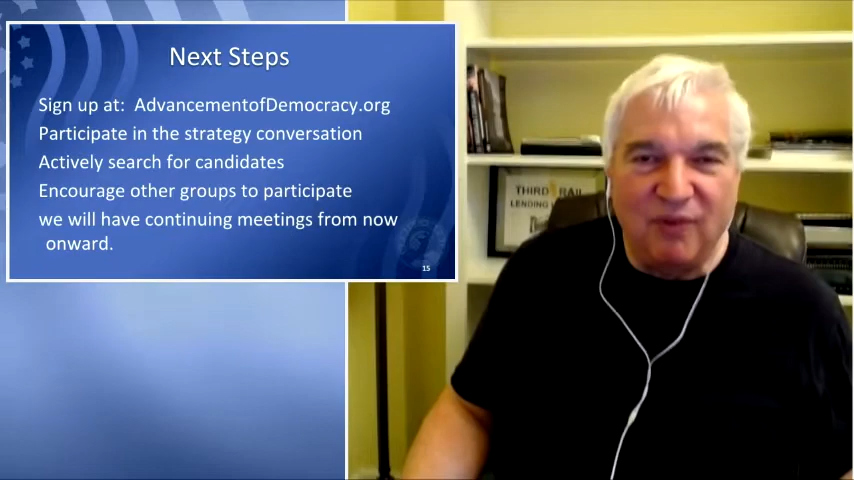 Next Steps
Sign up at: AdvancementofDemocracy.org
Participate in the strategy conversation
Actively search for candidates
Encourage other groups to participate
we will have continuing meetings from now
onward.
15
THIRD RAIL
LENDING